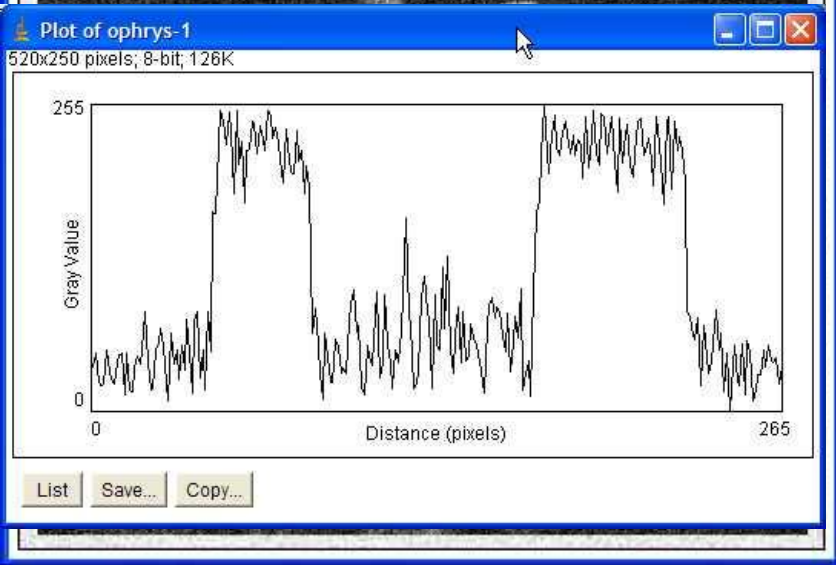 Plot of ophrys-1
520x250 pixels; 8-bit; 126K
255
Gray Value
0
0
Distance (pixels)
265
List
Save...
Copy...